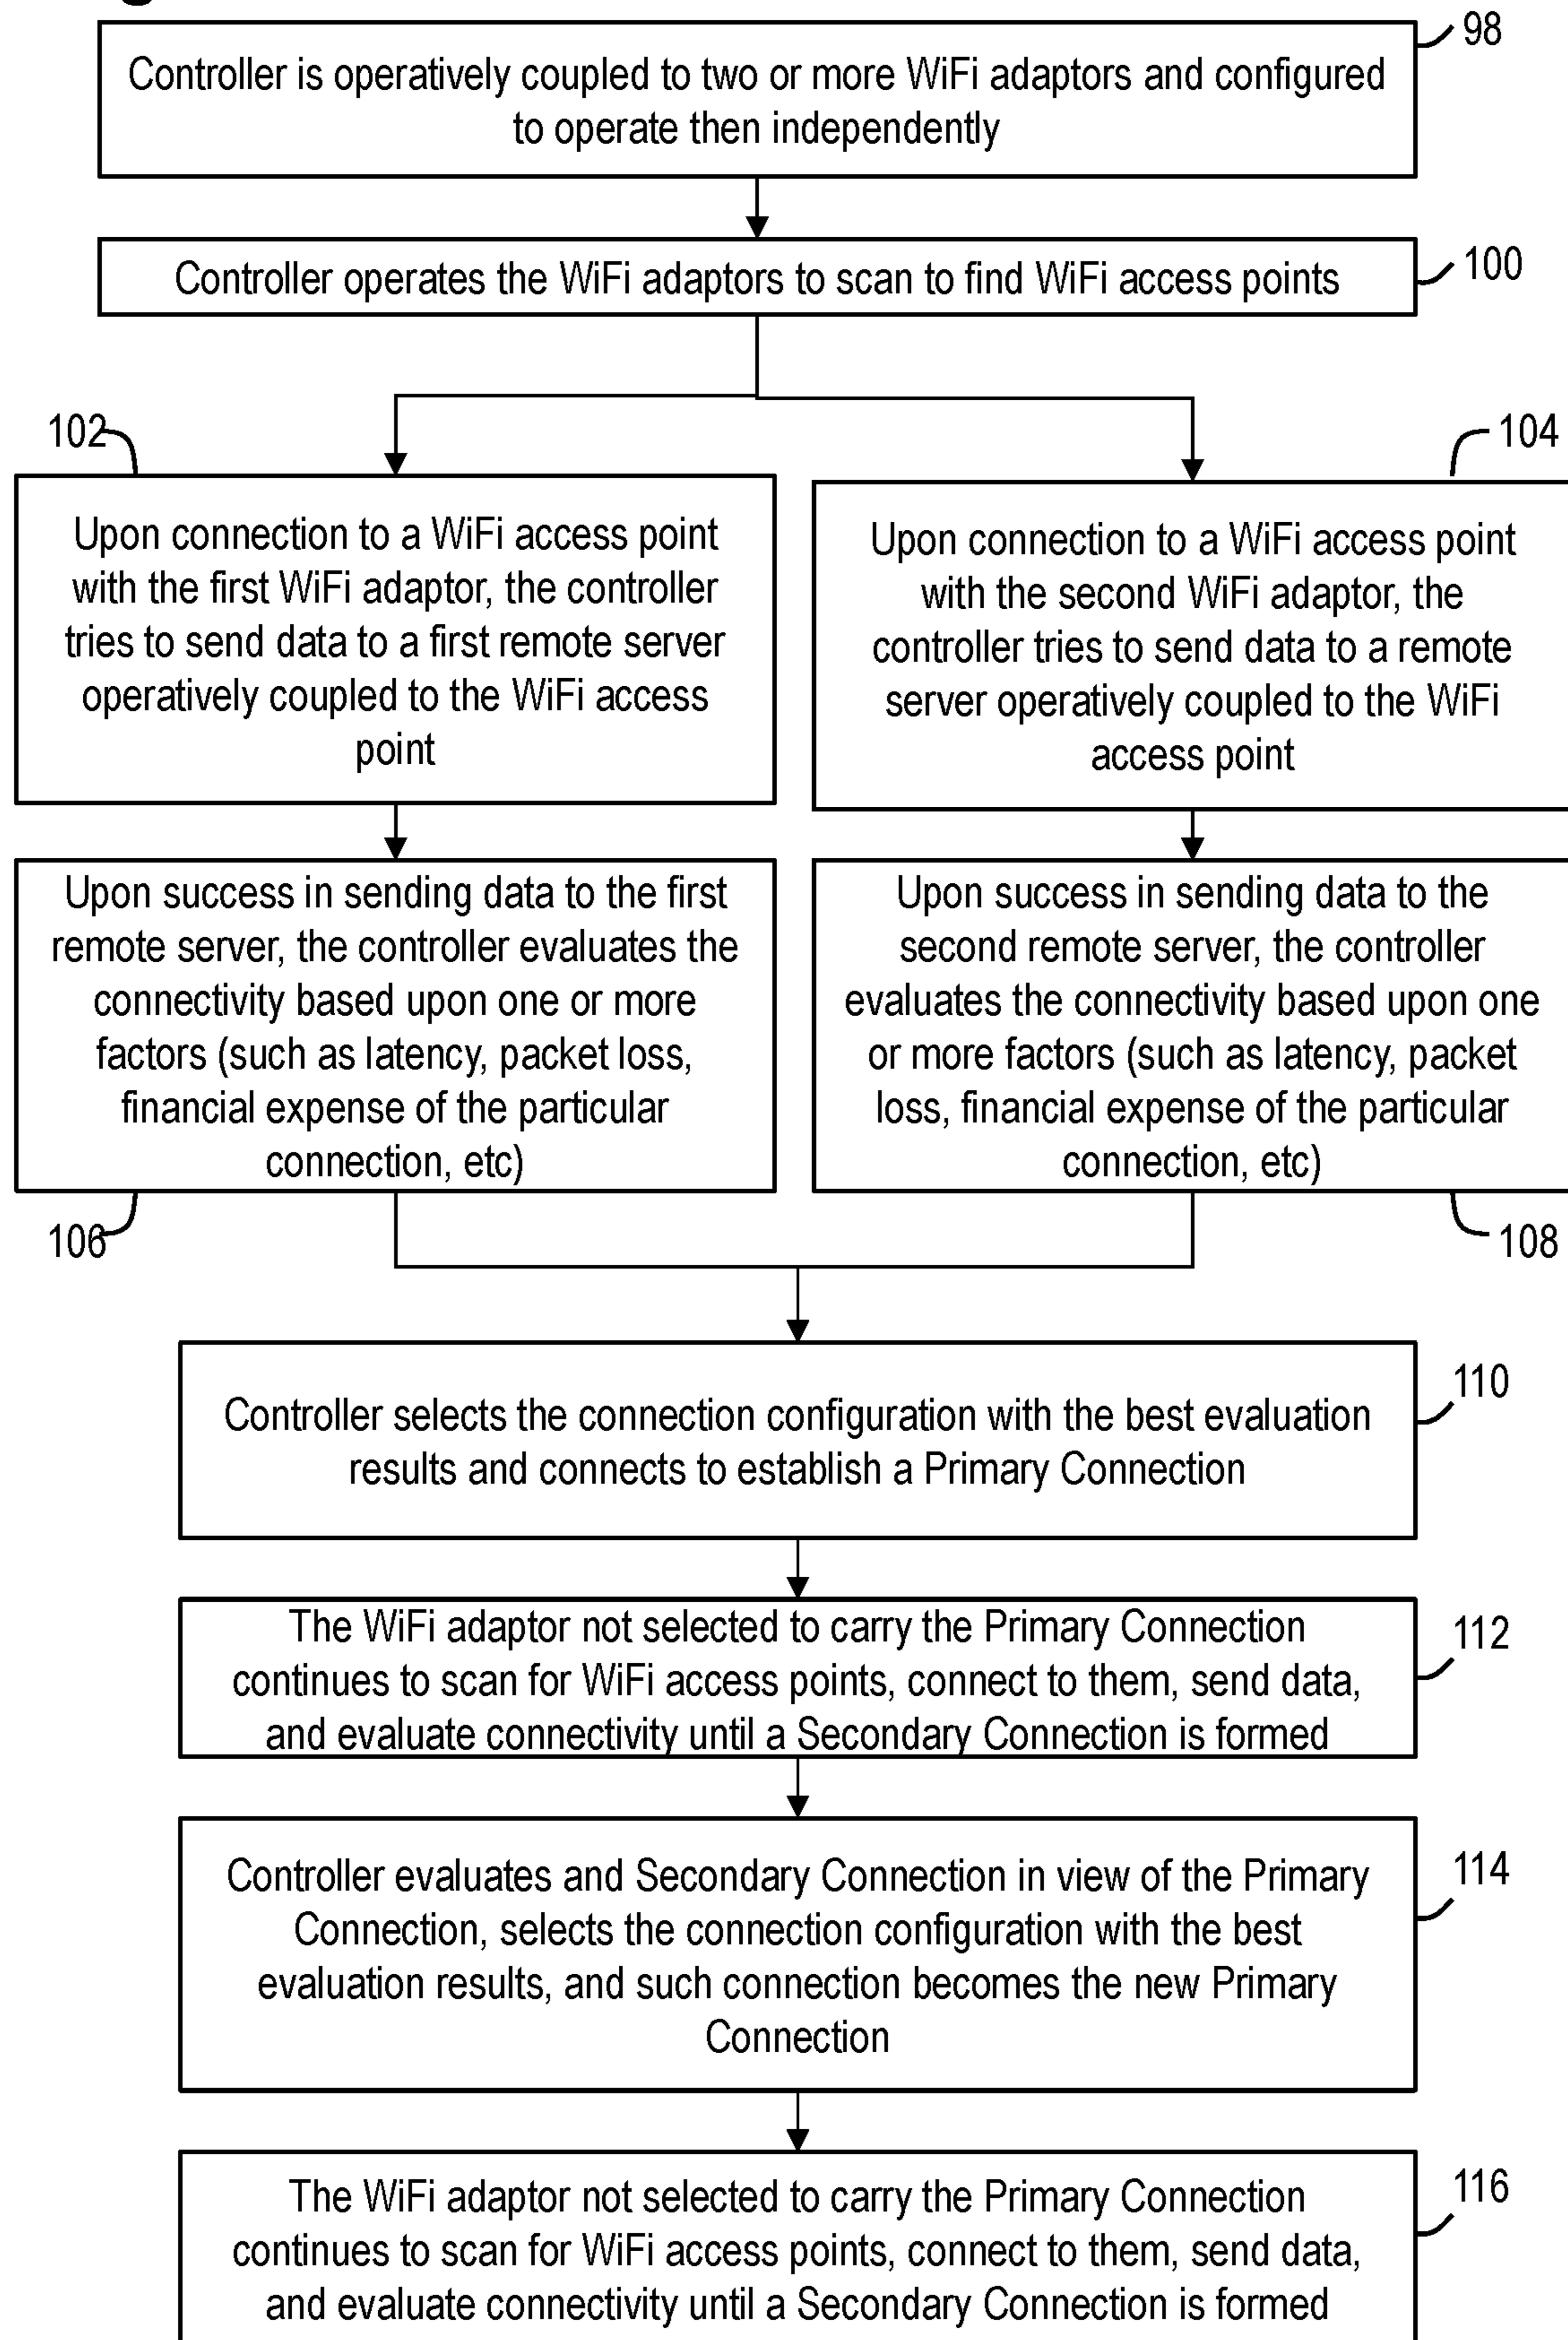 98
Controller is operatively coupled to two or more WiFi adaptors and configured
to operate then independently
Controller operates the WiFi adaptors to scan to find WiFi access points
100
102
104
Upon connection to a WiFi access point
with the first WiFi adaptor, the controller
tries to send data to a first remote server
operatively coupled to the WiFi access
point
Upon connection to a WiFi access point
with the second WiFi adaptor, the
controller tries to send data to a remote
server operatively coupled to the WiFi
access point
Upon success in sending data to the first
remote server, the controller evaluates the
connectivity based upon one or more
factors (such as latency, packet loss,
financial expense of the particular
connection, etc)
Upon success in sending data to the
second remote server, the controller
evaluates the connectivity based upon one
or more factors (such as latency, packet
loss, financial expense of the particular
connection, etc)
106
108
Controller selects the connection configuration with the best evaluation
results and connects to establish a Primary Connection
110
The WiFi adaptor not selected to carry the Primary Connection
continues to scan for WiFi access points, connect to them, send data,
and evaluate connectivity until a Secondary Connection is formed
112
Controller evaluates and Secondary Connection in view of the Primary
Connection, selects the connection configuration with the best
evaluation results, and such connection becomes the new Primary
Connection
114
The WiFi adaptor not selected to carry the Primary Connection
continues to scan for WiFi access points, connect to them, send data,
and evaluate connectivity until a Secondary Connection is formed
116